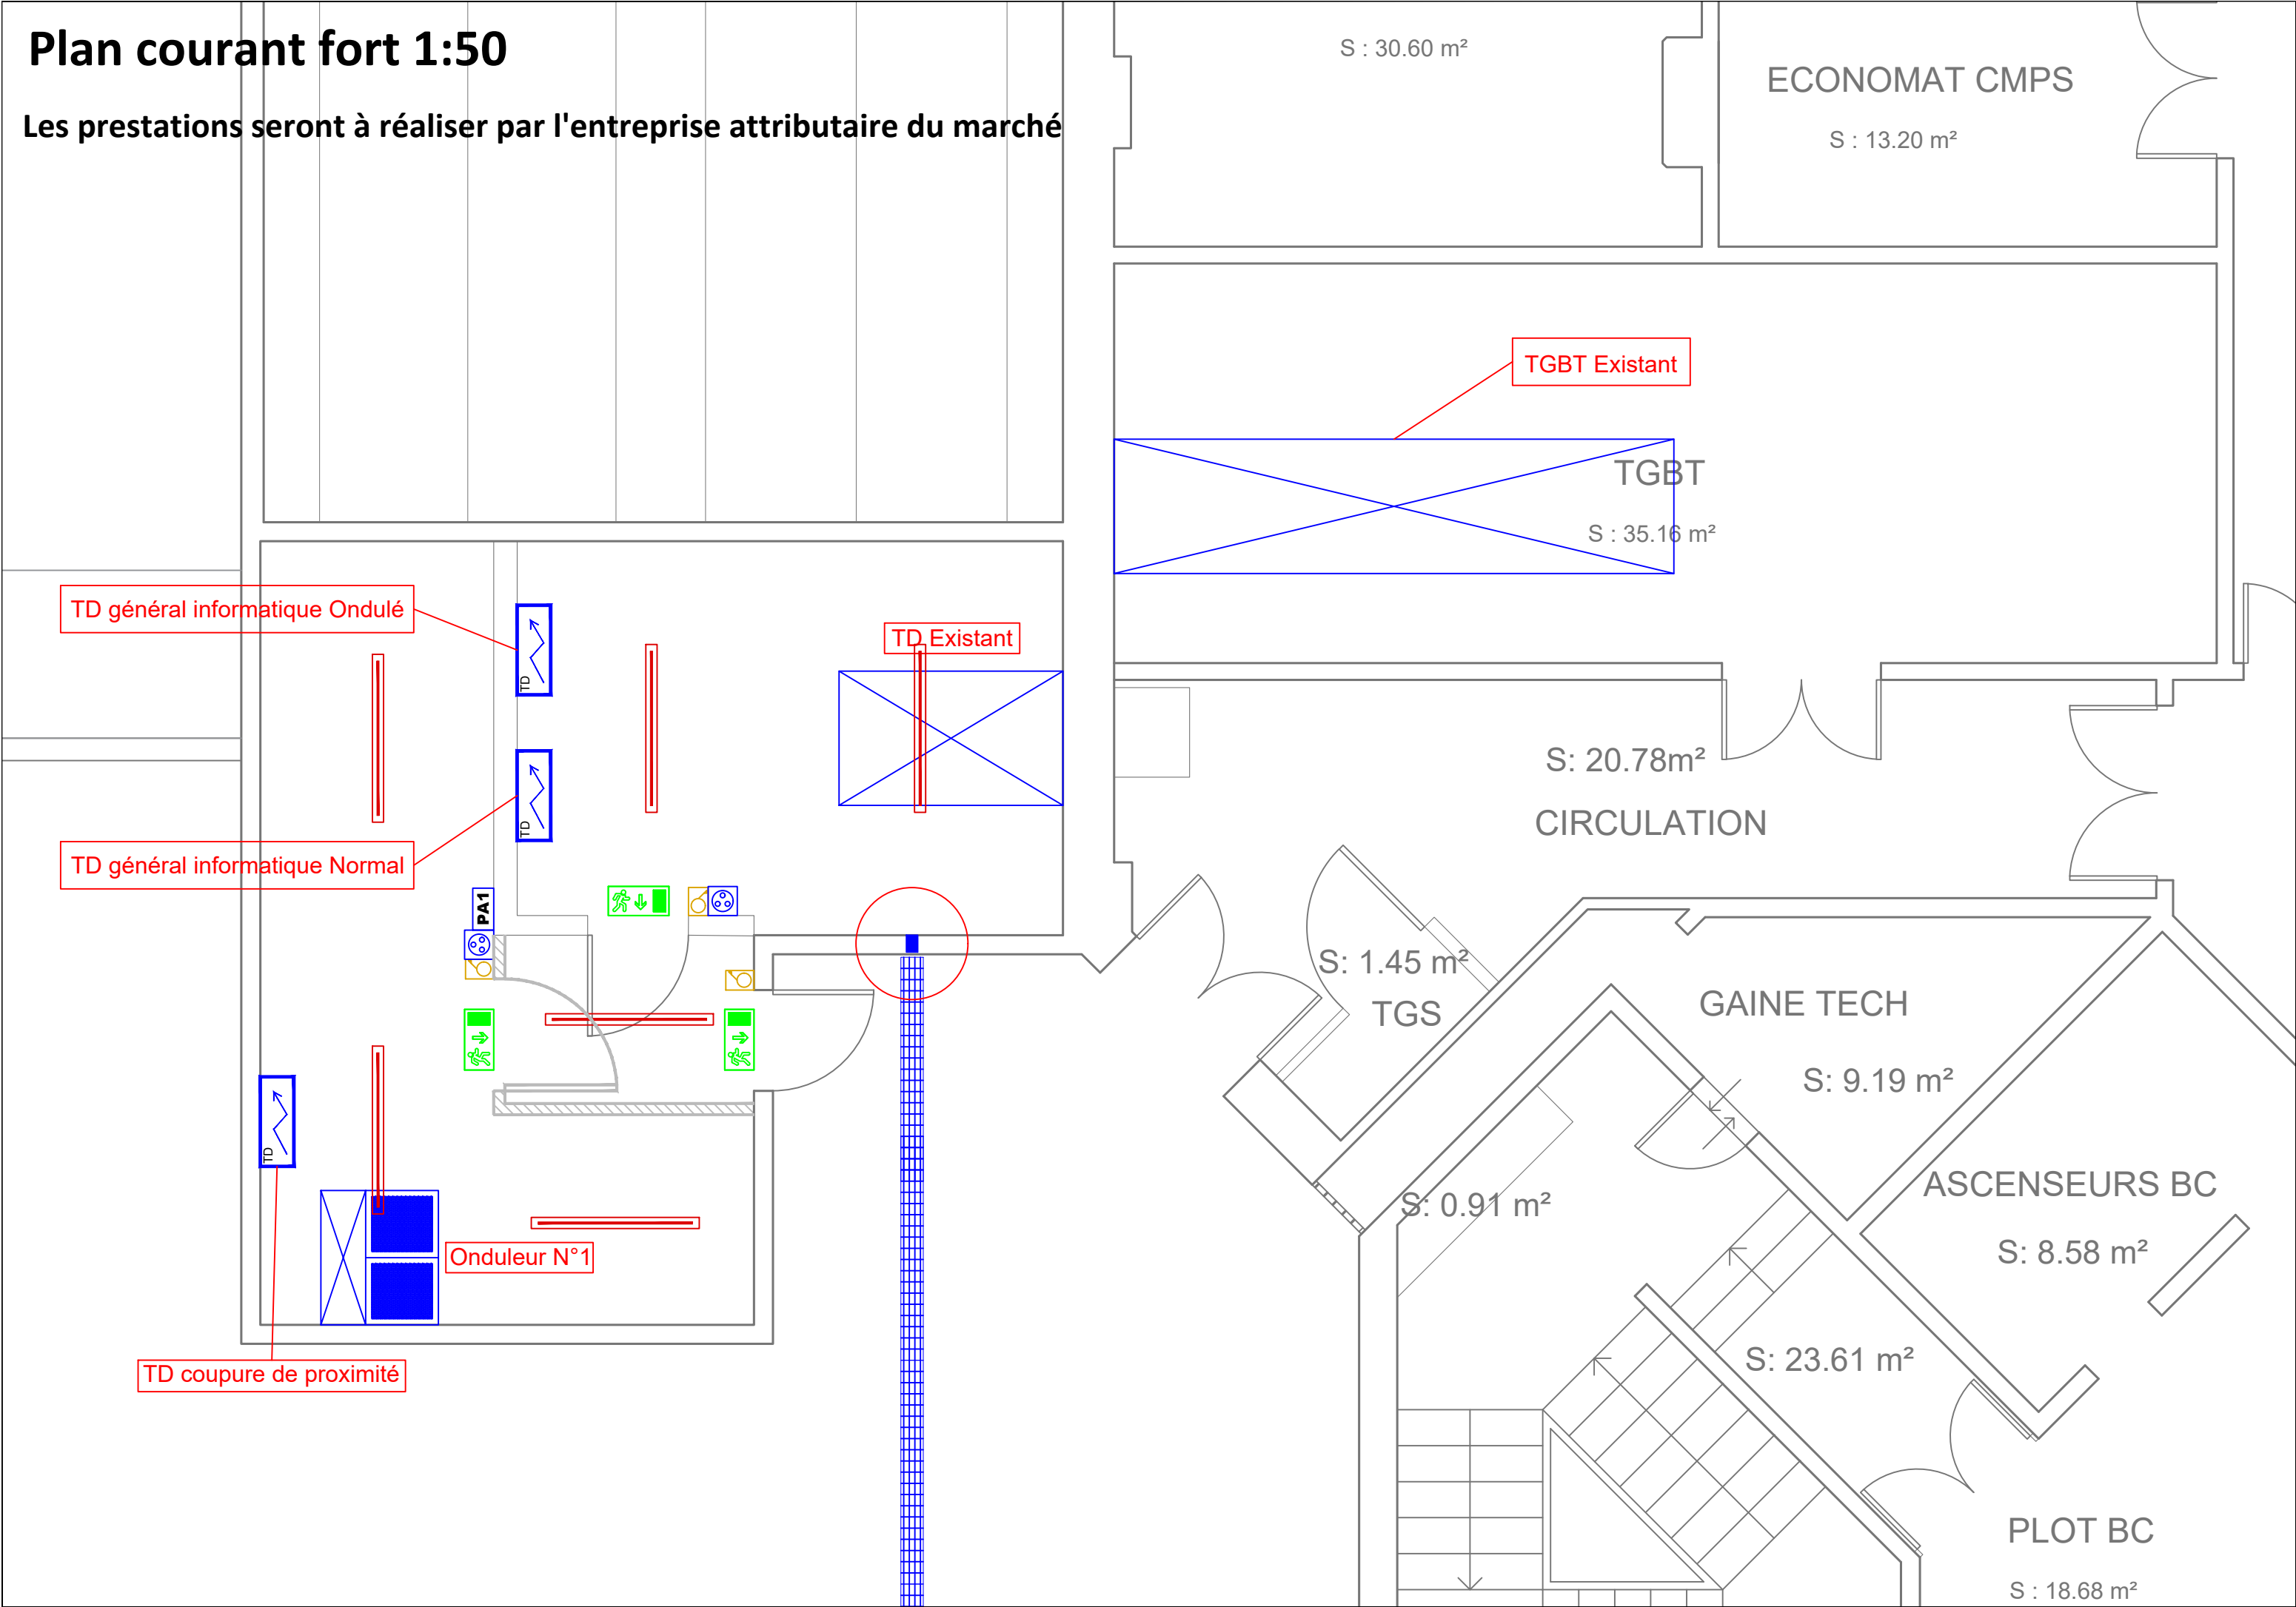 Plan courant fort 1:50
Les prestations seront à réaliser par l'entreprise attributaire du marché
S : 30.60 m²
ECONOMAT CMPS
S : 13.20 m²
TGBT Existant
TGBT
S : 35.16 m²
TD général informatique Ondulé
TD
TD Existant
TD général informatique Normal
TD
PA1
S: 20.78m²
CIRCULATION
S: 1.45 m²
TGS
GAINE TECH
S: 9.19 m²
TD
S: 0.91 m²
ASCENSEURS BC
S: 8.58 m²
Onduleur N°1
TD coupure de proximité
S: 23.61 m²
PLOT BC
S : 18.68 m²